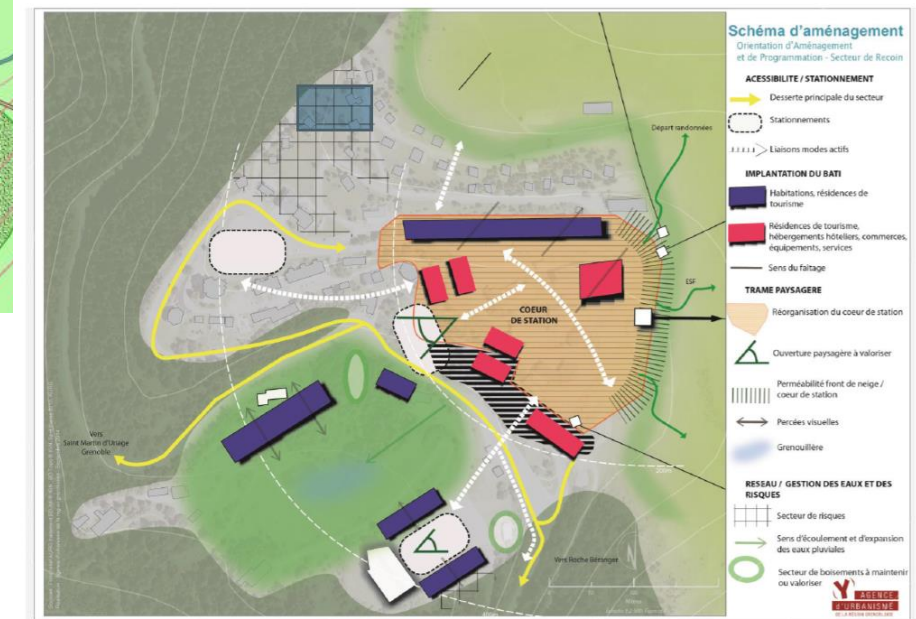 Schéma d'aménagement
Orientation d'Aménagement
et de Programmation - Secteur de Recoin
ACESSIBILITE / STATIONNEMENT
Desserte principale du secteur
Stationnements
Liaisons modes actifs
IMPLANTATION DU BATI
Habitations, résidences de
tourisme
Résidences de tourisme,
hébergements hôteliers, commerces,
équipements, services
Sens du faîtage
TRAME PAYSAGERE
Réorganisation du coeur de station
Ouverture paysagère à valoriser
Perméabilité front de neige /
coeur de station
Percées visuelles
Grenouillère
RESEAU / GESTION DES EAUX ET DES
RISQUES
Secteur de risques
Sens d'écoulement et d'expansion
des eaux pluviales
Secteur de boisements à maintenir
ou valoriser
AGENCE
D'URBANISME
DE LA RÉGION GRENOBLOISE
Départ randonnées
ESF
COEUR
DE STATION
Vers
Saint Martin d'Uriage
Grenoble
Vers Roche Béranger